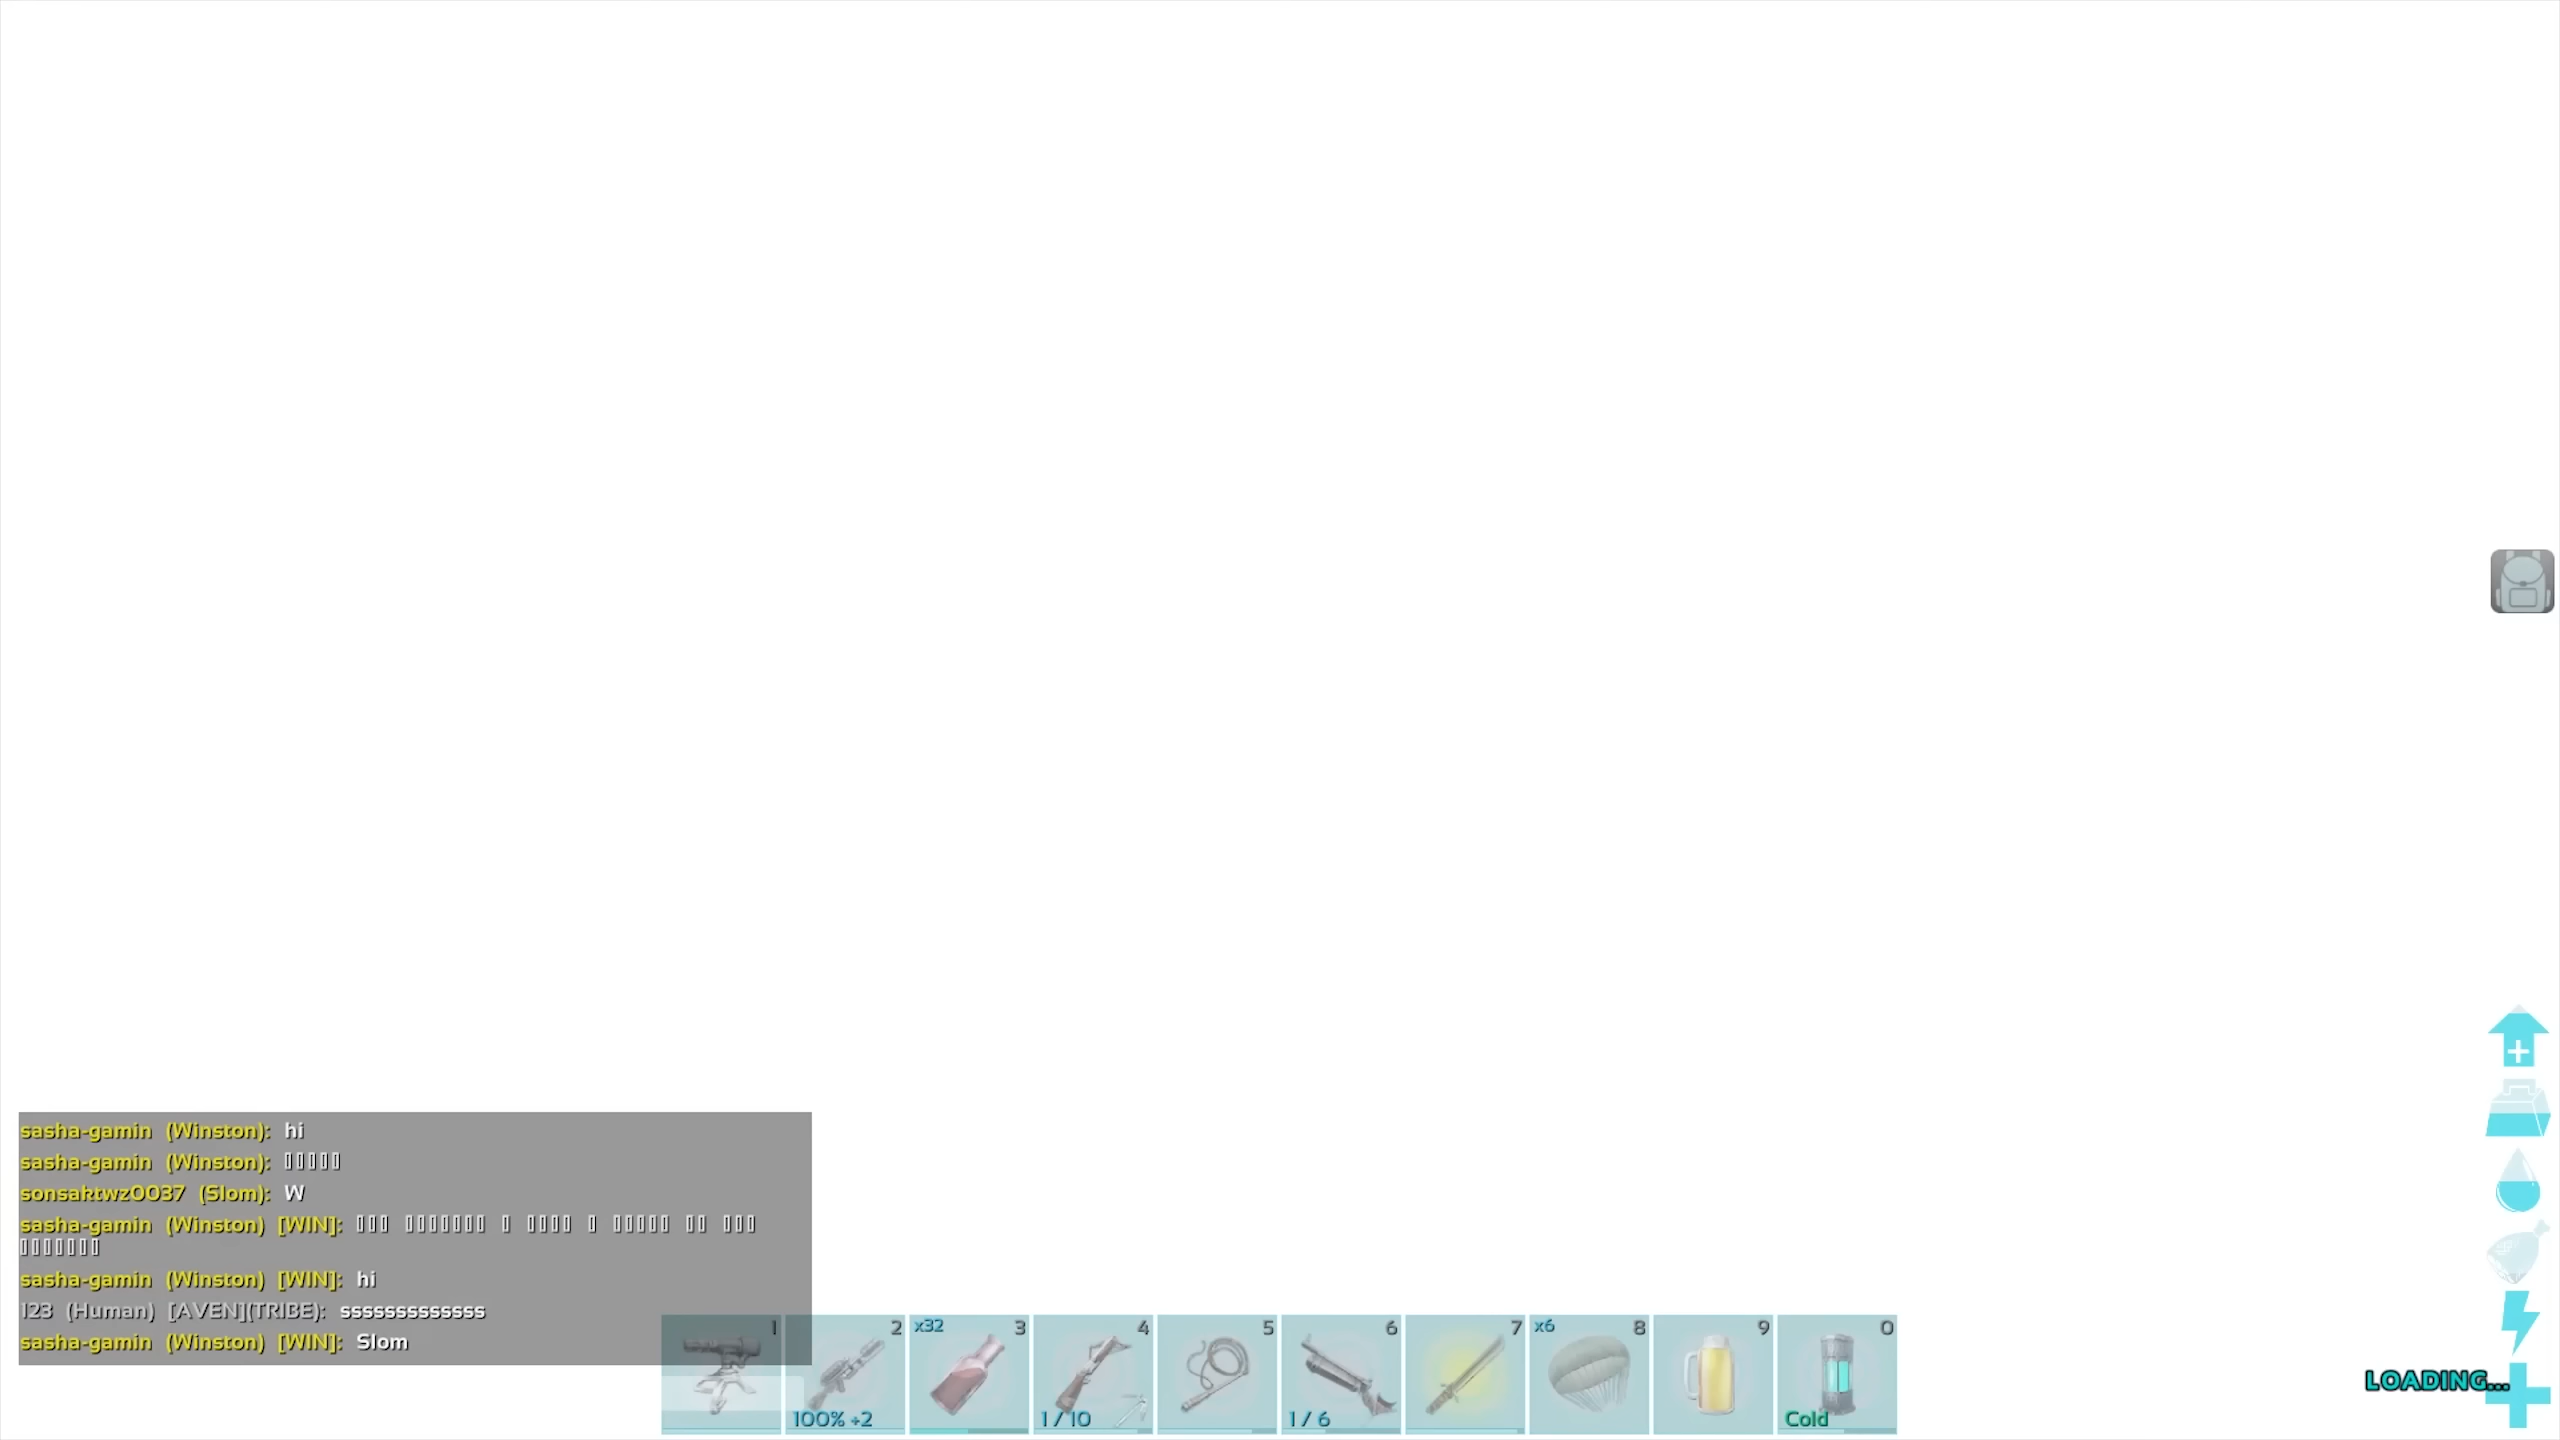 sasha-gamin (Winston): hi
sasha-gamin (Winston):
sonsaktwz0037 (Slom): W
sasha-gamin (Winston) [WIN]:
sasha-gamin (Winston) [WIN]: hi
123 (Human) [AVEN](TRIBE): sssssssssssss
sasha-gamin (Winston) [WIN]: Slom
1 2 x32 3 4 5 6 7 x6 8 9 0
100% +2 1 / 10 1 / 6 Cold
LOADING...